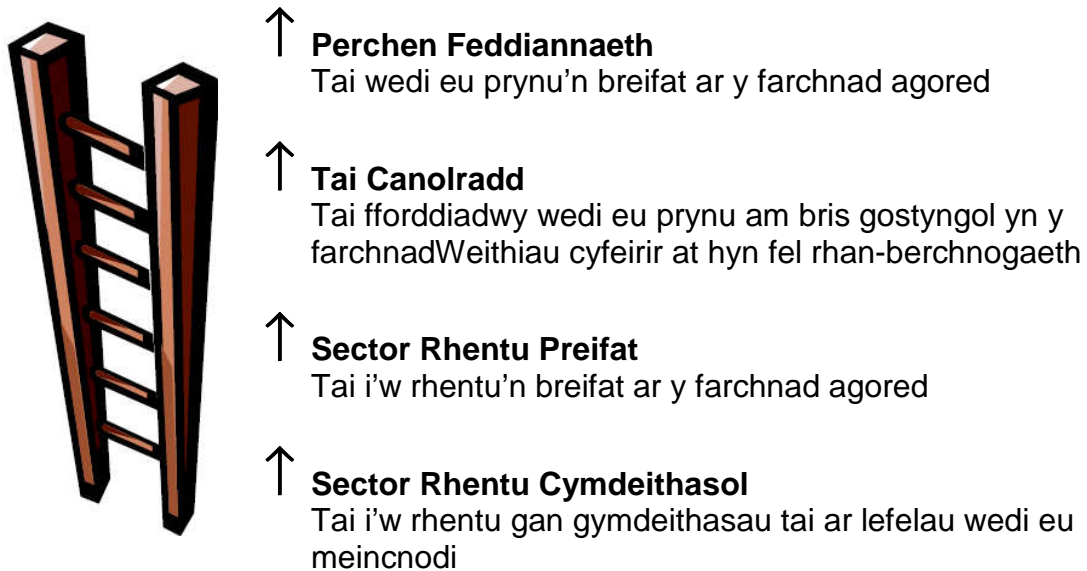 ↑ Perchen Feddiannaeth
Tai wedi eu prynu'n breifat ar y farchnad agored
↑ Tai Canolradd
Tai fforddiadwy wedi eu prynu am bris gostyngol yn y
farchnadWeithiau cyfeirir at hyn fel rhan-berchnogaeth
↑ Sector Rhentu Preifat
Tai i'w rhentu'n breifat ar y farchnad agored
↑ Sector Rhentu Cymdeithasol
Tai i'w rhentu gan gymdeithasau tai ar lefelau wedi eu
meincnodi